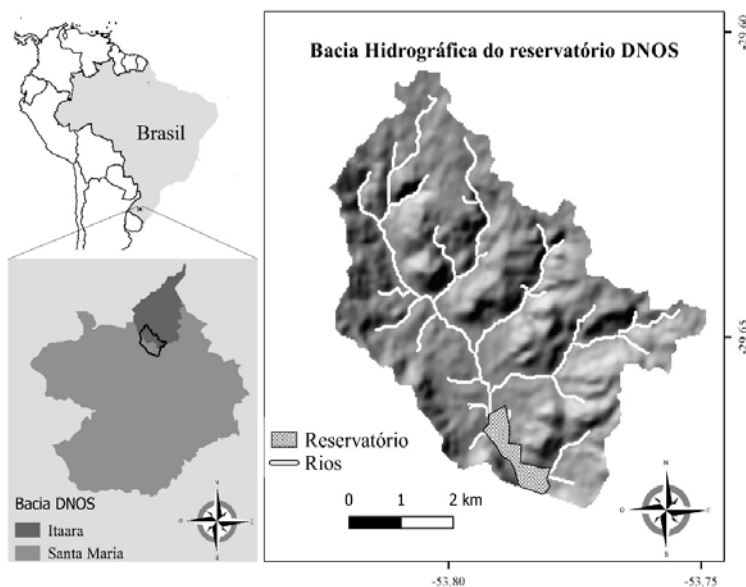 Brasil
Bacia DNOS
Itaara
Santa Maria
Bacia Hidrográfica do reservatório DNOS
Reservatório
Rios
0 1 2 km
-29.60
-29.65
-53.80
-53.75